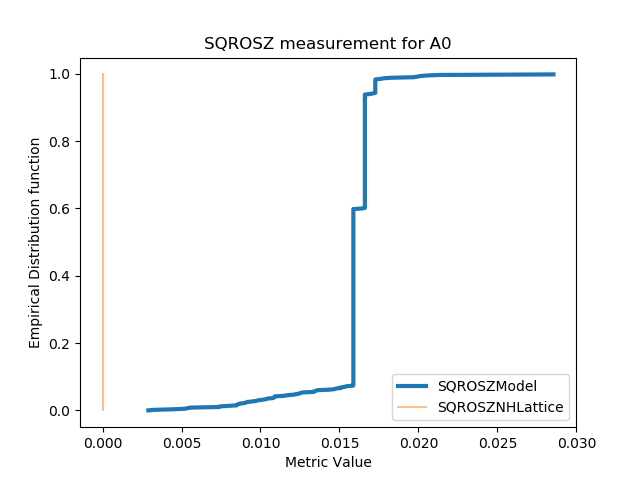 SQROSZ measurement for A0
Empirical Distribution function
1.0
0.8
0.6
0.4
0.2
0.0
SQROSZModel
SQROSZNHLattice
0.000 0.005 0.010 0.015 0.020 0.025 0.030
Metric Value